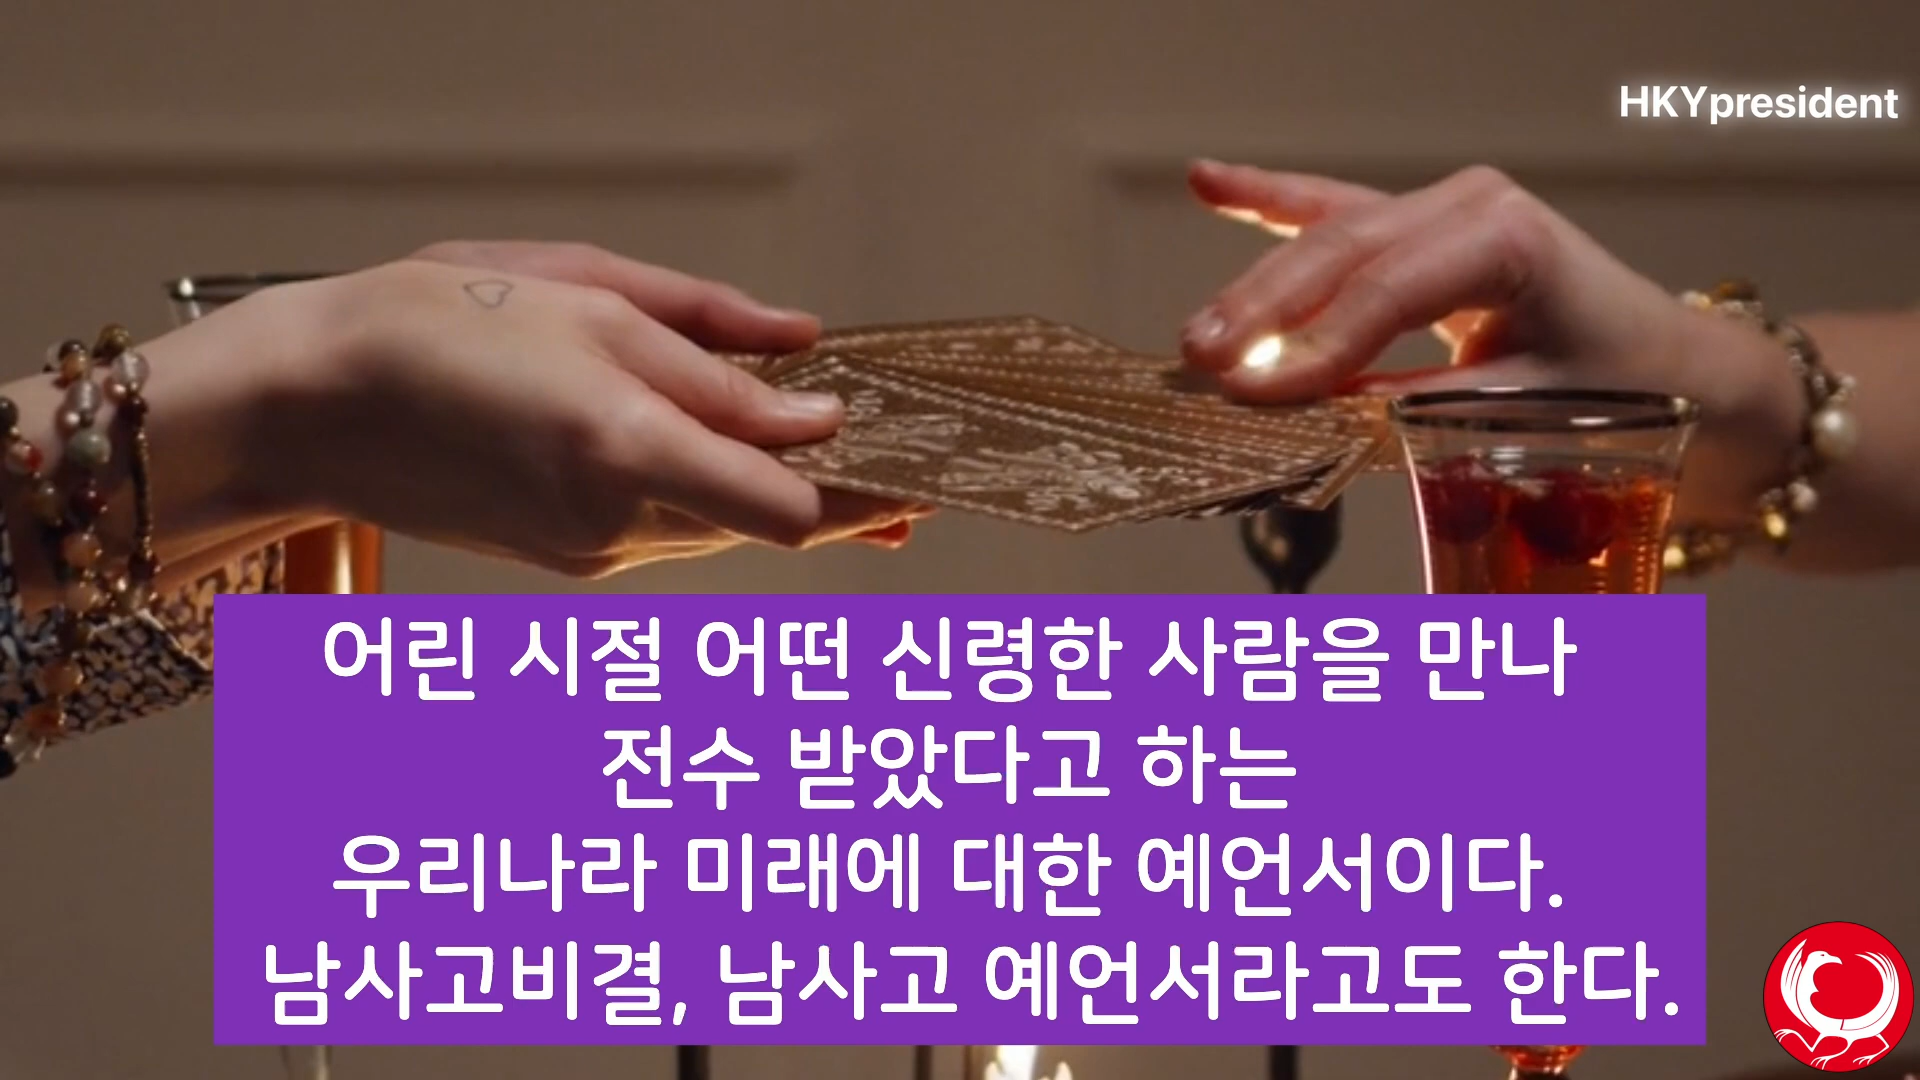 HKYpresident
어린 시절 어떤 신령한 사람을 만나
전수 받았다고 하는
우리나라 미래에 대한 예언서이다.
남사고비결, 남사고 예언서라고도 한다.